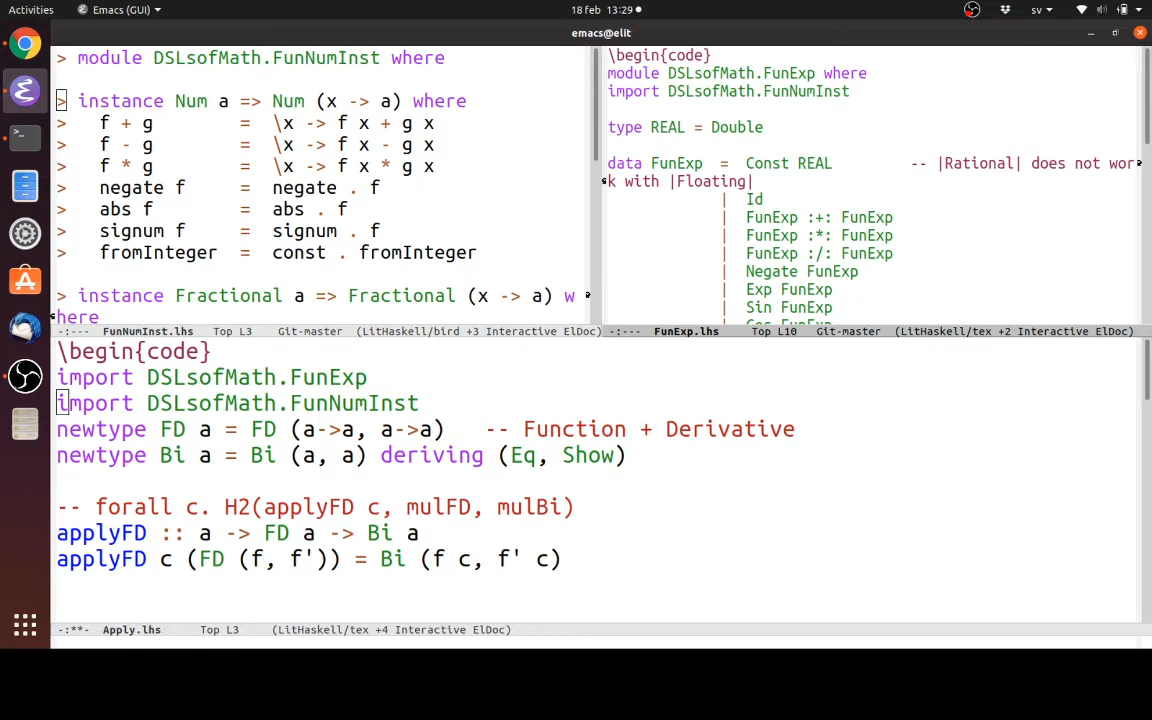 Activities Emacs (GUI) 18 feb 13:29 sv
emacs@elit
> module DSLsofMath.FunNumInst where
> instance Num a => Num (x -> a) where
> f + g = \x -> f x + g x
> f - g = \x -> f x - g x
> f * g = \x -> f x * g x
> negate f = negate . f
> abs f = abs . f
> signum f = signum . f
> fromInteger = const . fromInteger
> instance Fractional a => Fractional (x -> a) w
here
-:--- FunNumInst.lhs Top L3 Git-master (LitHaskell/bird +3 Interactive ElDoc)
\begin{code}
module DSLsofMath.FunExp where
import DSLsofMath.FunNumInst
type REAL = Double
data FunExp = Const REAL -- |Rational| does not wor
k with |Floating|
| Id
| FunExp :+: FunExp
| FunExp :*: FunExp
| FunExp :/: FunExp
| Negate FunExp
| Exp FunExp
| Sin FunExp
| Cos FunExp
-:--- FunExp.lhs Top L10 Git-master (LitHaskell/tex +2 Interactive ElDoc)
\begin{code}
import DSLsofMath.FunExp
import DSLsofMath.FunNumInst
newtype FD a = FD (a->a, a->a) -- Function + Derivative
newtype Bi a = Bi (a, a) deriving (Eq, Show)
-- forall c. H2(applyFD c, mulFD, mulBi)
applyFD :: a -> FD a -> Bi a
applyFD c (FD (f, f')) = Bi (f c, f' c)
-:**- Apply.lhs Top L3 (LitHaskell/tex +4 Interactive ElDoc)